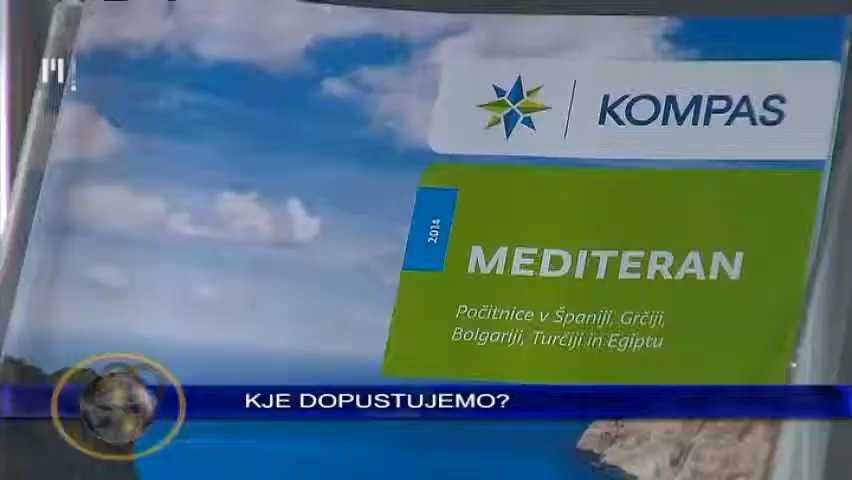 KOMPAS
2014
MEDITERAN
Počitnice v Španiji, Grčiji,
Bolgariji, Turčiji in Egiptu
KJE DOPUSTUJEMO?